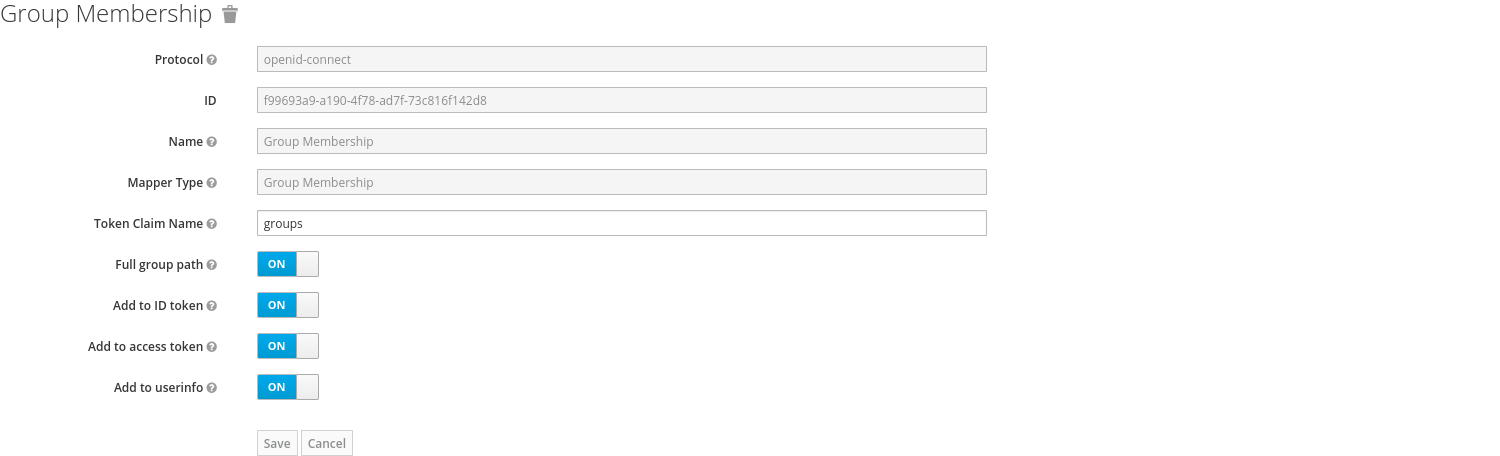 Group Membership
Protocol openid-connect
ID f99693a9-a190-4f78-ad7f-73c816f142d8
Name Group Membership
Mapper Type Group Membership
Token Claim Name groups
Full group path ON
Add to ID token ON
Add to access token ON
Add to userinfo ON
Save Cancel